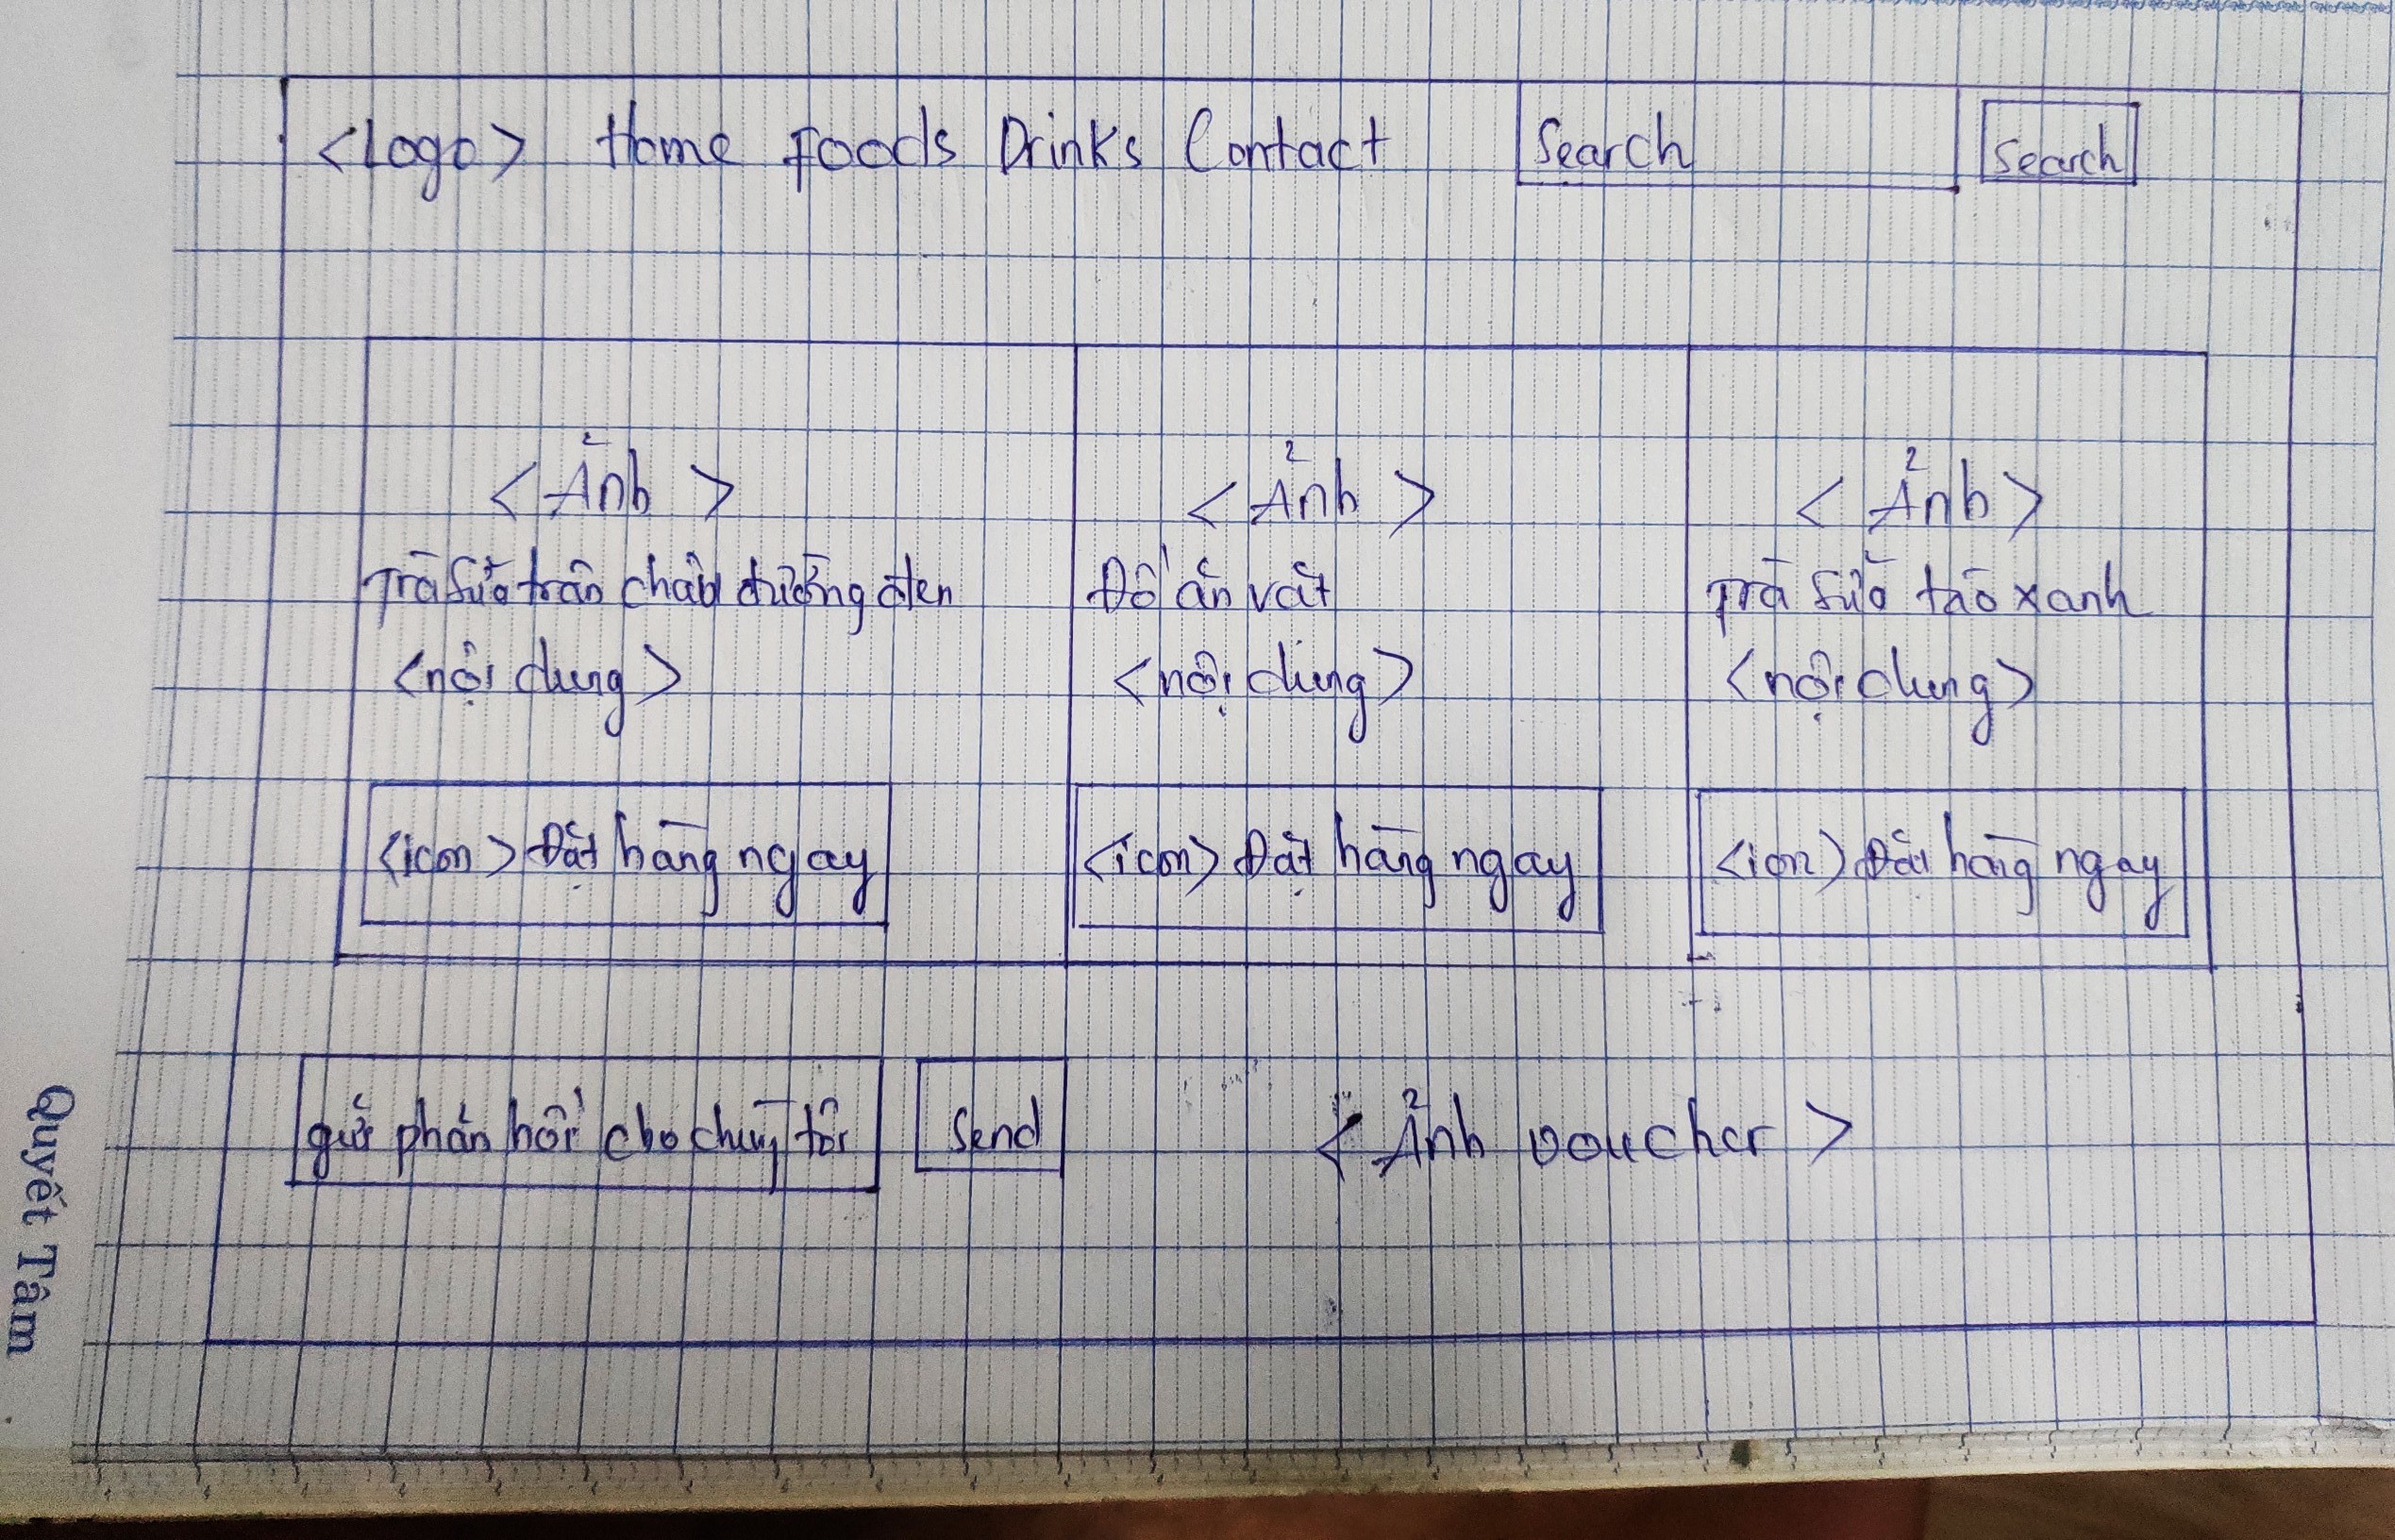 <Logo> Home Foods Drinks Contact Search Search
<Ảnh > < Ảnh > < Ảnh >
Trà sữa trân châu đường đen Đồ ăn vặt Trà sữa táo xanh
<nội dung> <nội dung> <nội dung>
<icon> Đặt hàng ngay <icon> Đặt hàng ngay <ion> Đặt hàng ngay
gửi phản hồi cho chúng tôi Send < Ảnh voucher >
Quyết Tâm